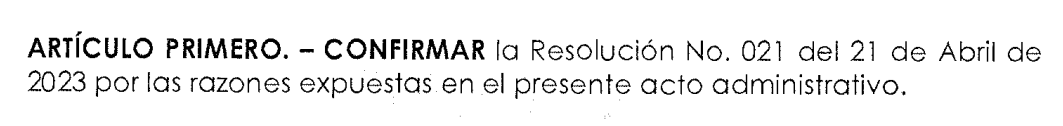 ARTÍCULO PRIMERO. – CONFIRMAR la Resolución No. 021 del 21 de Abril de
2023 por las razones expuestas en el presente acto administrativo.